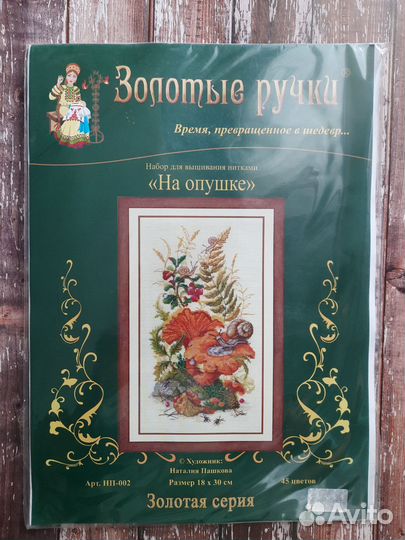 Золотые ручки®
Время, превращенное в шедевр...
Набор для вышивания нитками
«На опушке»
© Художник:
Наталия Пашкова
Арт. НП-002
Размер 18 х 30 см
45 цветов
Золотая серия
Avito